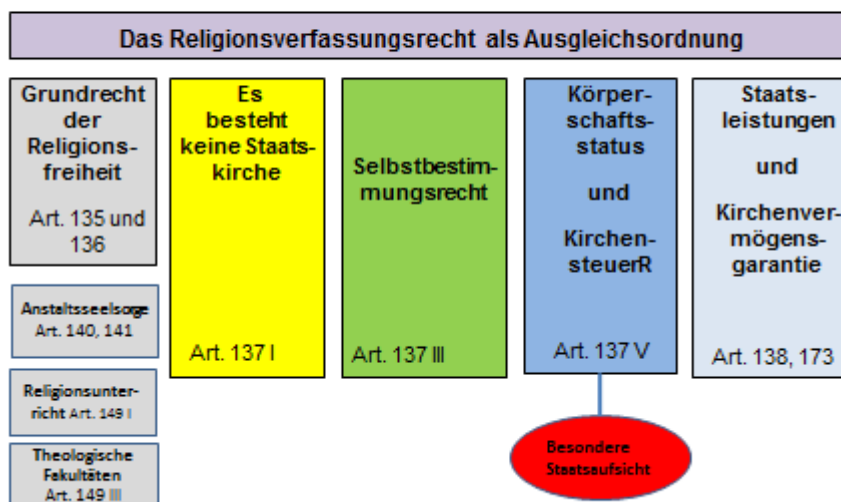 Das Religionsverfassungsrecht als Ausgleichsordnung
Grundrecht
der
Religions-
freiheit
Art. 135 und
136
Anstaltsseelsorge
Art. 140, 141
Religionsunter-
richt Art. 149 I
Theologische
Fakultäten
Art. 149 III
Es
besteht
keine Staats-
kirche
Art. 137 I
Selbstbestim-
mungsrecht
Art. 137 III
Körper-
schafts-
status
und
Kirchen-
steuerR
Art. 137 V
Besondere
Staatsaufsicht
Staats-
leistungen
und
Kirchenver-
mögens-
garantie
Art. 138, 173